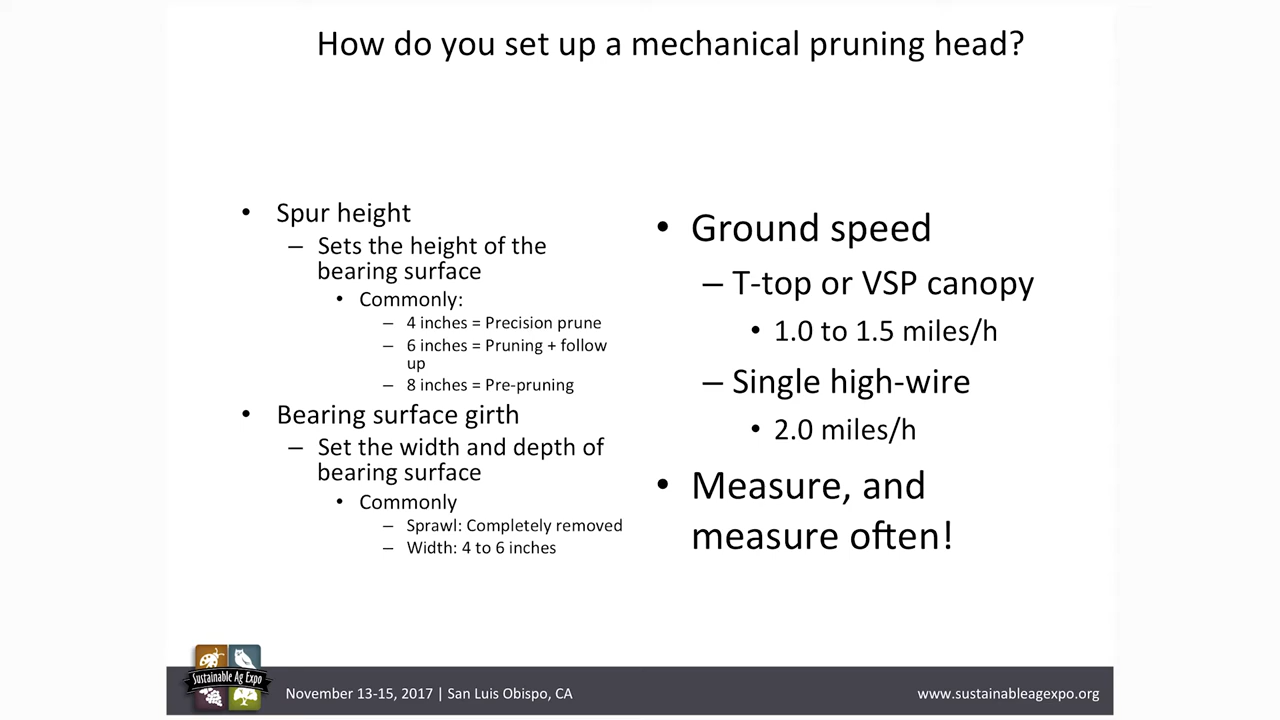 How do you set up a mechanical pruning head?
• Spur height
– Sets the height of the
bearing surface
• Commonly:
– 4 inches = Precision prune
– 6 inches = Pruning + follow
up
– 8 inches = Pre-pruning
• Bearing surface girth
– Set the width and depth of
bearing surface
• Commonly
– Sprawl: Completely removed
– Width: 4 to 6 inches
• Ground speed
– T-top or VSP canopy
• 1.0 to 1.5 miles/h
– Single high-wire
• 2.0 miles/h
• Measure, and
measure often!
Sustainable Ag Expo
November 13-15, 2017 | San Luis Obispo, CA
www.sustainableagexpo.org